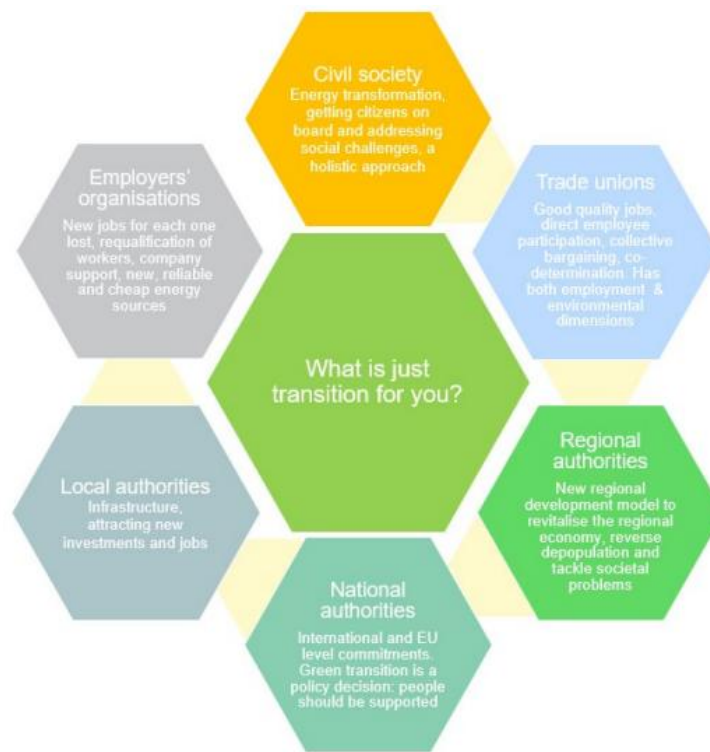 Civil society
Energy transformation,
getting citizens on
board and addressing
social challenges, a
holistic approach
Employers'
organisations
New jobs for each one
lost, requalification of
workers, company
support, new, reliable
and cheap energy
sources
Trade unions
Good quality jobs,
direct employee
participation, collective
bargaining, co-
determination. Has
both employment & 
environmental
dimensions
What is just
transition for you?
Local authorities
Infrastructure,
attracting new
investments and jobs
Regional
authorities
New regional
development model to
revitalise the regional
economy, reverse
depopulation and
tackle societal
problems
National
authorities
International and EU
level commitments.
Green transition is a
policy decision: people
should be supported